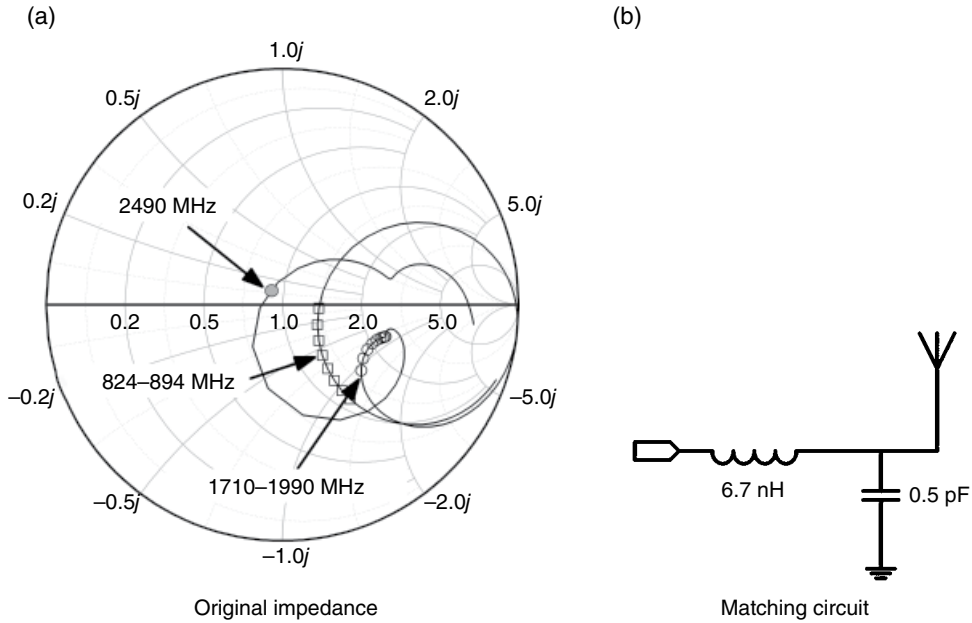 (a)
(b)
1.0j
0.5j
2.0j
0.2j
5.0j
2490 MHz
0.2 0.5 1.0 2.0 5.0
824–894 MHz
1710–1990 MHz
–0.2j
–5.0j
–0.5j
–2.0j
–1.0j
6.7 nH
0.5 pF
Original impedance
Matching circuit